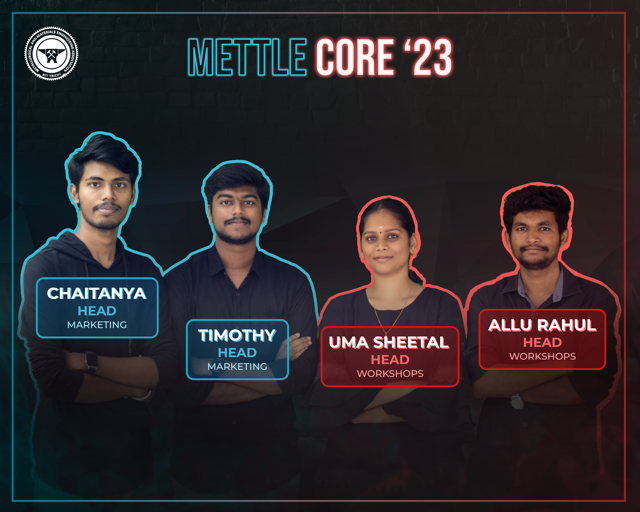 METTLE CORE ‘23
CHAITANYA
HEAD
MARKETING
TIMOTHY
HEAD
MARKETING
UMA SHEETAL
HEAD
WORKSHOPS
ALLU RAHUL
HEAD
WORKSHOPS